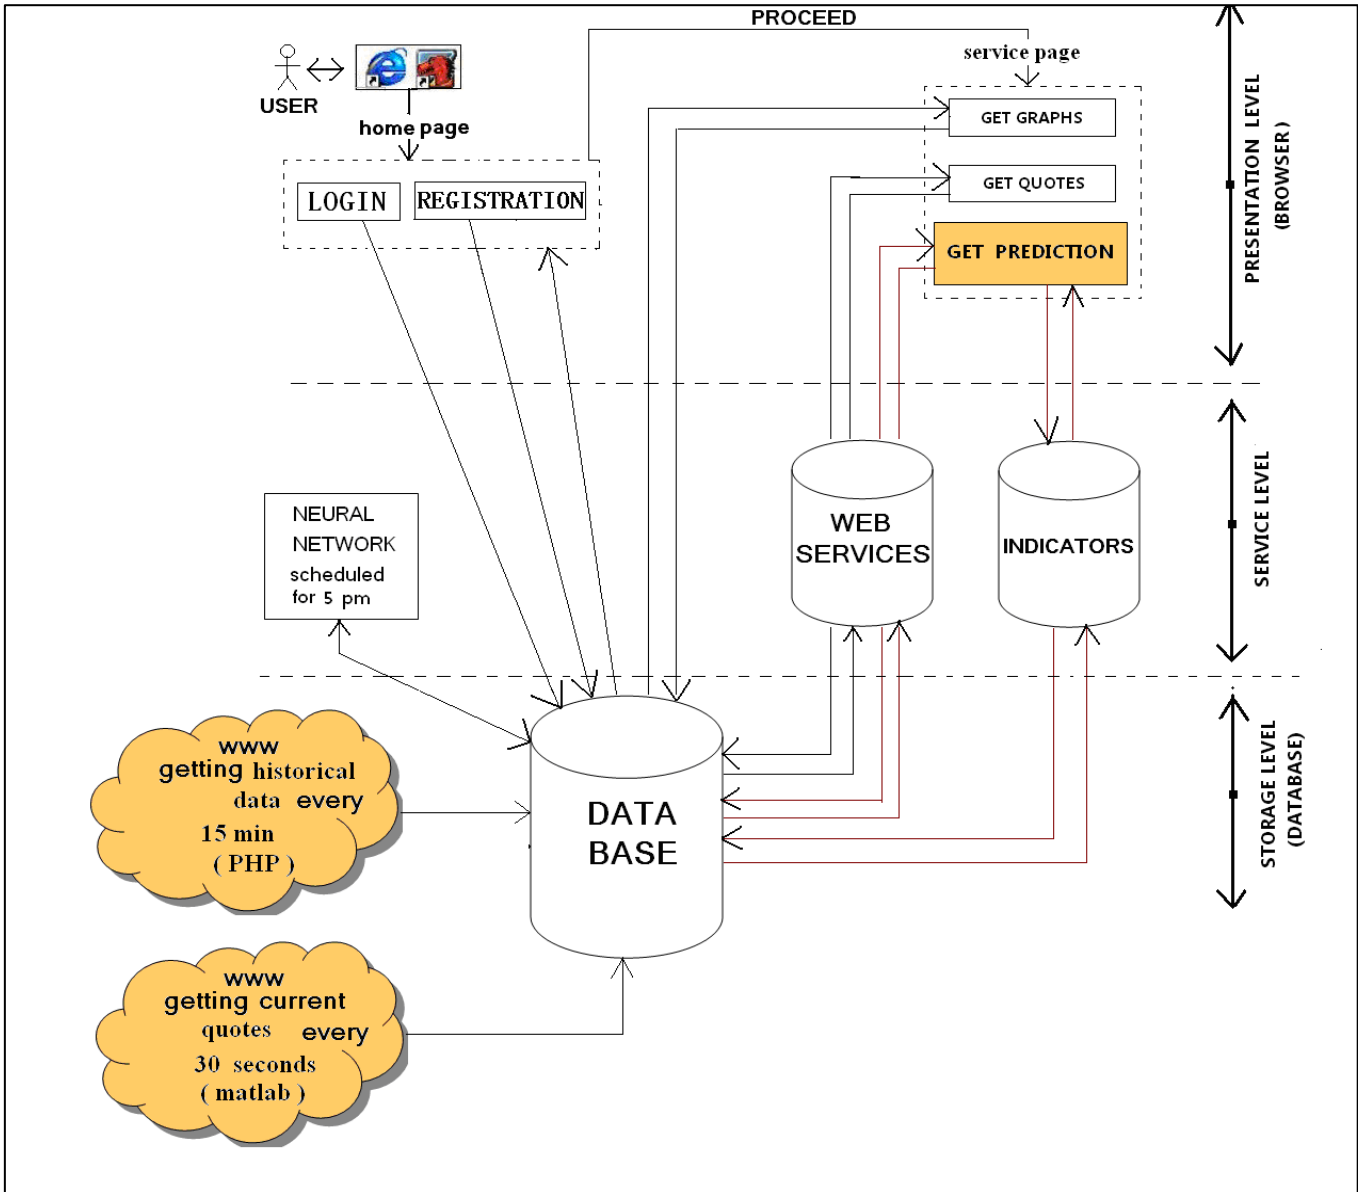 PROCEED
service page
USER
home page
LOGIN
REGISTRATION
GET GRAPHS
GET QUOTES
GET PREDICTION
PRESENTATION LEVEL
(BROWSER)
NEURAL
NETWORK
scheduled
for 5 pm
WEB
SERVICES
INDICATORS
SERVICE LEVEL
www
getting historical
data every
15 min
( PHP )
DATA
BASE
STORAGE LEVEL
(DATABASE)
www
getting current
quotes every
30 seconds
( matlab )